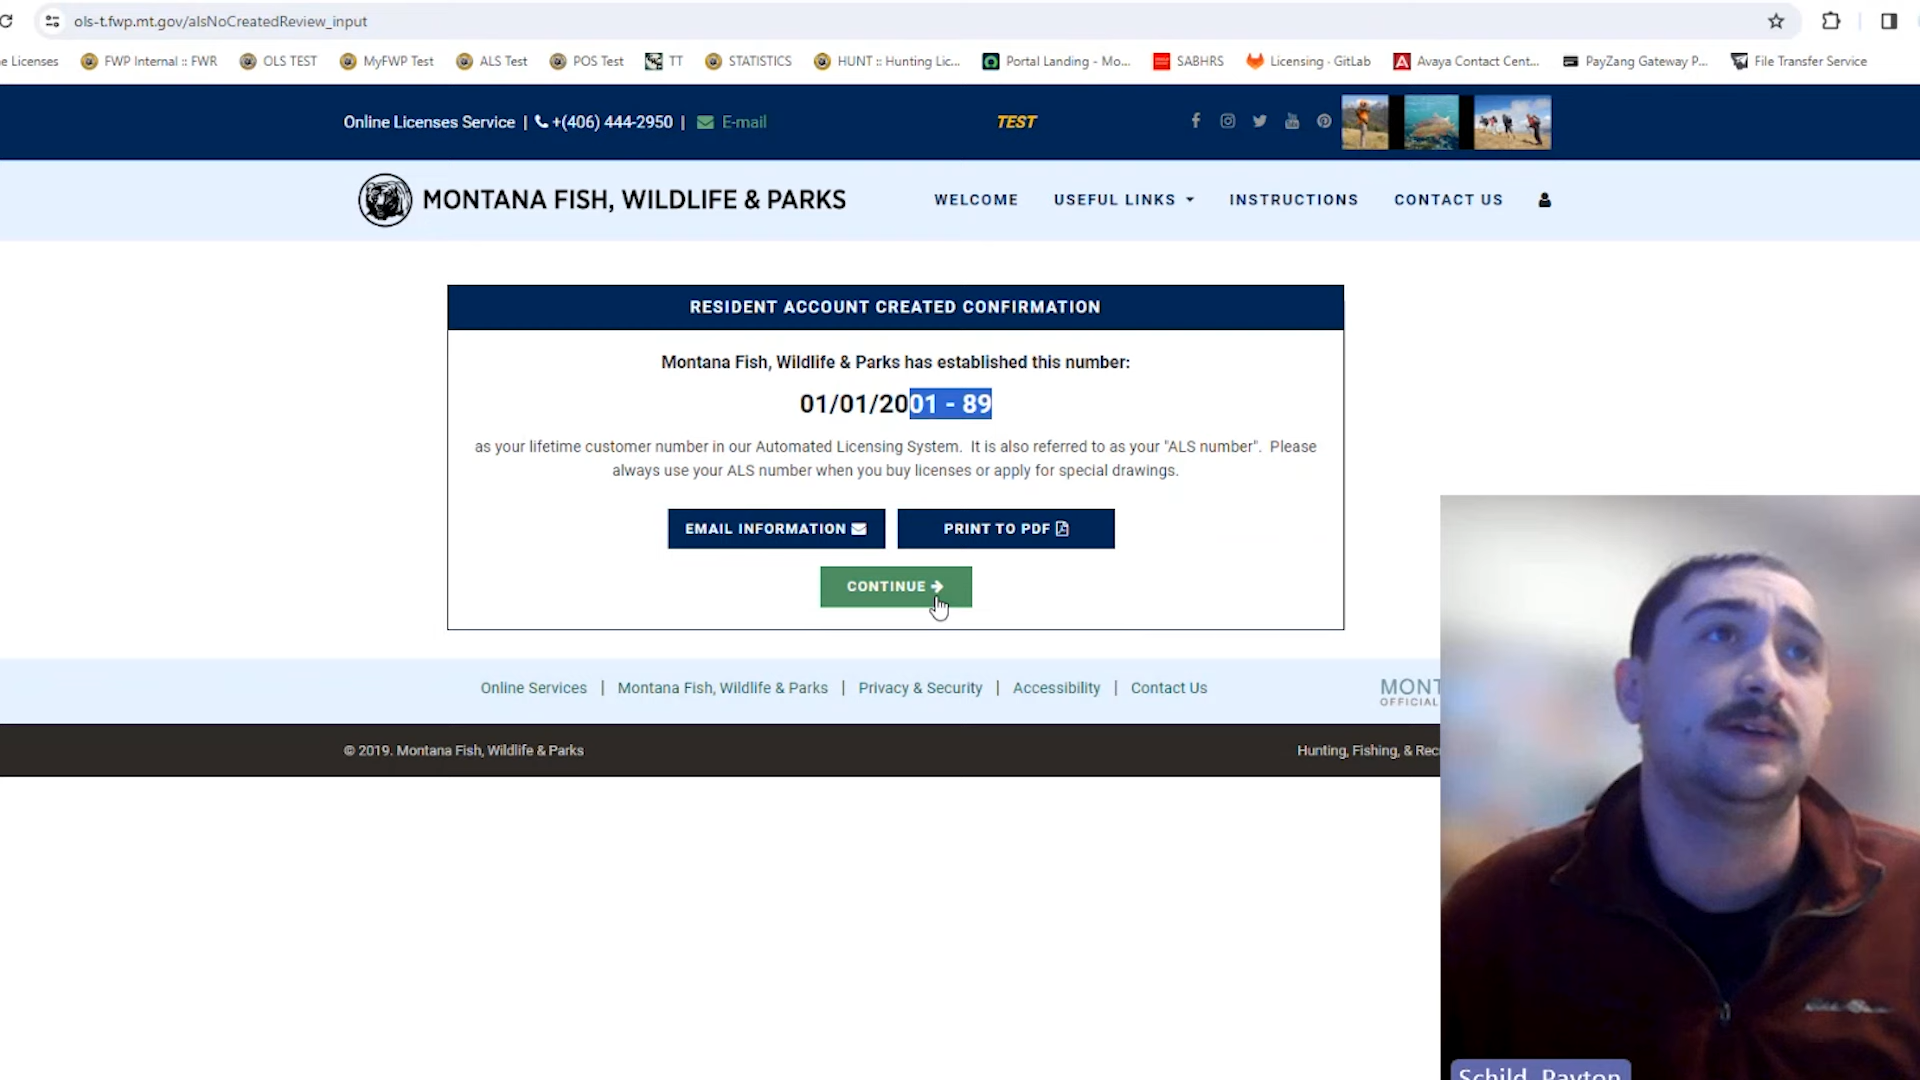 ols-t.fwp.mt.gov/alsNoCreatedReview_input
e Licenses FWP Internal :: FWR OLS TEST MyFWP Test ALS Test POS Test TT STATISTICS HUNT :: Hunting Lic... Portal Landing - Mo... SABHRS Licensing · GitLab Avaya Contact Cent... PayZang Gateway P... File Transfer Service
Online Licenses Service | +(406) 444-2950 | E-mail TEST
MONTANA FISH, WILDLIFE & PARKS WELCOME USEFUL LINKS INSTRUCTIONS CONTACT US
RESIDENT ACCOUNT CREATED CONFIRMATION
Montana Fish, Wildlife & Parks has established this number:
01/01/2001 - 89
as your lifetime customer number in our Automated Licensing System. It is also referred to as your "ALS number". Please
always use your ALS number when you buy licenses or apply for special drawings.
EMAIL INFORMATION PRINT TO PDF
CONTINUE
Online Services | Montana Fish, Wildlife & Parks | Privacy & Security | Accessibility | Contact Us MONT
OFFICIAL
© 2019. Montana Fish, Wildlife & Parks Hunting, Fishing, & Rec
Schild, Payton